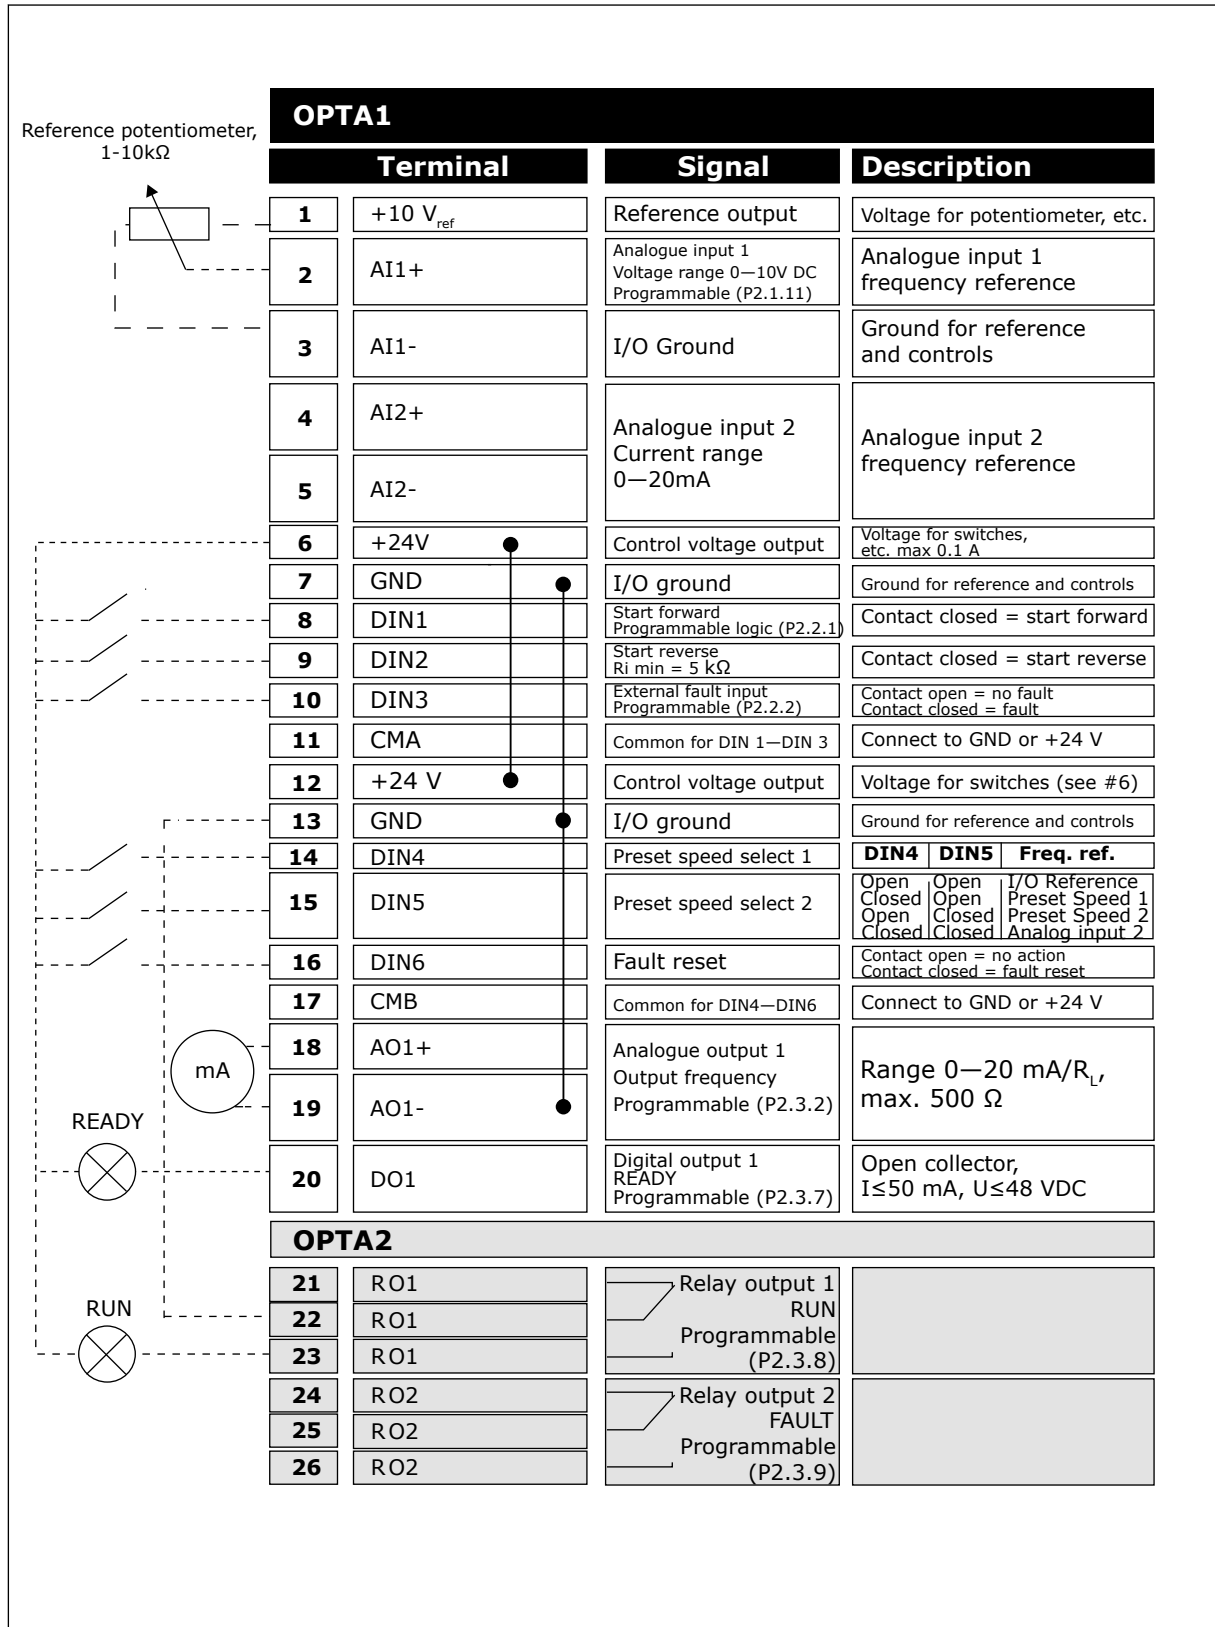 OPTA1
Reference potentiometer,
1-10kΩ
Terminal Signal Description
1 +10 Vref Reference output Voltage for potentiometer, etc.
2 AI1+ Analogue input 1
Voltage range 0—10V DC
Programmable (P2.1.11)
Analogue input 1
frequency reference
3 AI1- I/O Ground Ground for reference
and controls
4 AI2+
Analogue input 2
Current range
0—20mA
Analogue input 2
frequency reference
5 AI2-
6 +24V Control voltage output Voltage for switches,
etc. max 0.1 A
7 GND I/O ground Ground for reference and controls
8 DIN1 Start forward
Programmable logic (P2.2.1)
Contact closed = start forward
9 DIN2 Start reverse
Ri min = 5 kΩ
Contact closed = start reverse
10 DIN3 External fault input
Programmable (P2.2.2)
Contact open = no fault
Contact closed = fault
11 CMA Common for DIN 1—DIN 3 Connect to GND or +24 V
12 +24 V Control voltage output Voltage for switches (see #6)
13 GND I/O ground Ground for reference and controls
14 DIN4 Preset speed select 1 DIN4 DIN5 Freq. ref.
15 DIN5 Preset speed select 2
Open Open I/O Reference
Closed Open Preset Speed 1
Open Closed Preset Speed 2
Closed Closed Analog input 2
16 DIN6 Fault reset Contact open = no action
Contact closed = fault reset
17 CMB Common for DIN4—DIN6 Connect to GND or +24 V
18 AO1+ Analogue output 1
Output frequency
Programmable (P2.3.2)
Range 0—20 mA/RL,
max. 500 Ω
mA
19 AO1-
READY
20 DO1 Digital output 1
READY
Programmable (P2.3.7)
Open collector,
I≤50 mA, U≤48 VDC
OPTA2
21 RO1 Relay output 1
RUN
Programmable
(P2.3.8)
RUN
22 RO1
23 RO1
24 RO2 Relay output 2
FAULT
Programmable
(P2.3.9)
25 RO2
26 RO2